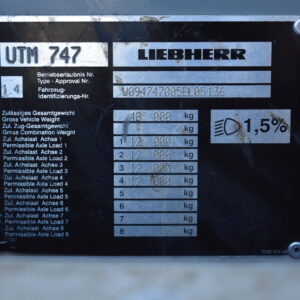 UTM 747 LIEBHERR
14
Betriebserlaubnis Nr.
Type - Approval Nr.
Fahrzeug-
Identifizierungs-Nr. W094747005EL05136
Zulässiges Gesamtgewicht
Gross Vehicle Weight 48 000 kg
Zul. Zug-Gesamtgewicht
Gross Combination Weight kg
Zul. Achslast Achse 1
Permissible Axle Load 1 1 12 000 kg
Zul. Achslast Achse 2
Permissible Axle Load 2 2 12 000 kg
Zul. Achslast Achse 3
Permissible Axle Load 3 3 12 000 kg
Zul. Achslast Achse 4
Permissible Axle Load 4 4 12 000 kg
Zul. Achslast Achse 5
Permissible Axle Load 5 5 kg
Zul. Achslast Achse 6
Permissible Axle Load 6 6 kg
Zul. Achslast Achse 7
Permissible Axle Load 7 7 kg
Zul. Achslast Achse 8
Permissible Axle Load 8 8 kg
1,5%